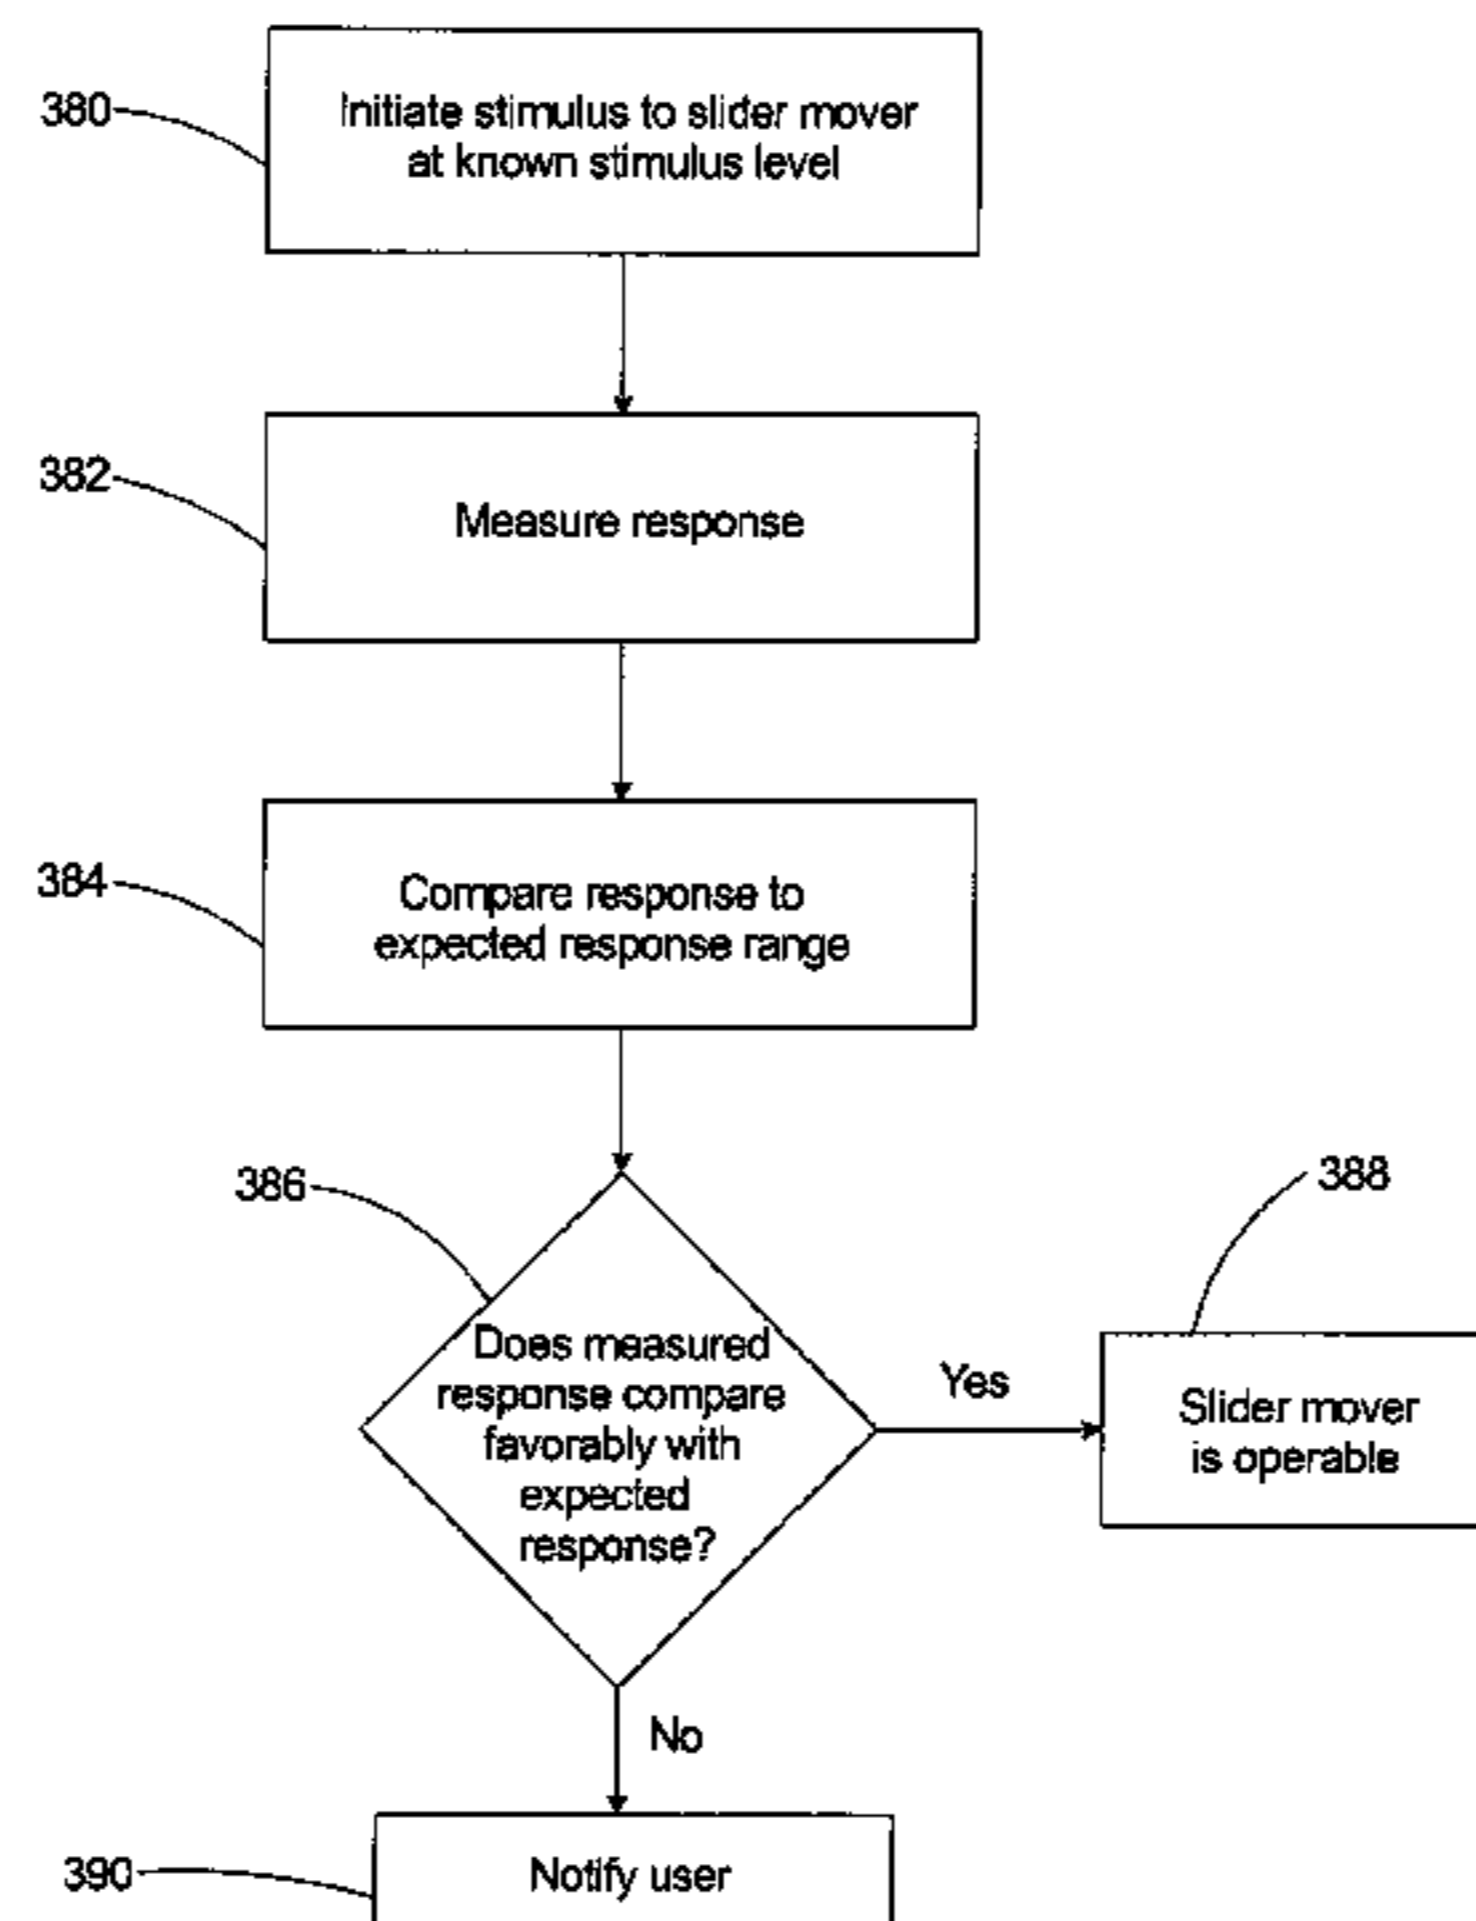 380
Initiate stimulus to slider mover
at known stimulus level
382
Measure response
384
Compare response to
expected response range
386
388
Does measured
response compare
favorably with
expected
response?
Yes
Slider mover
is operable
No
390
Notify user